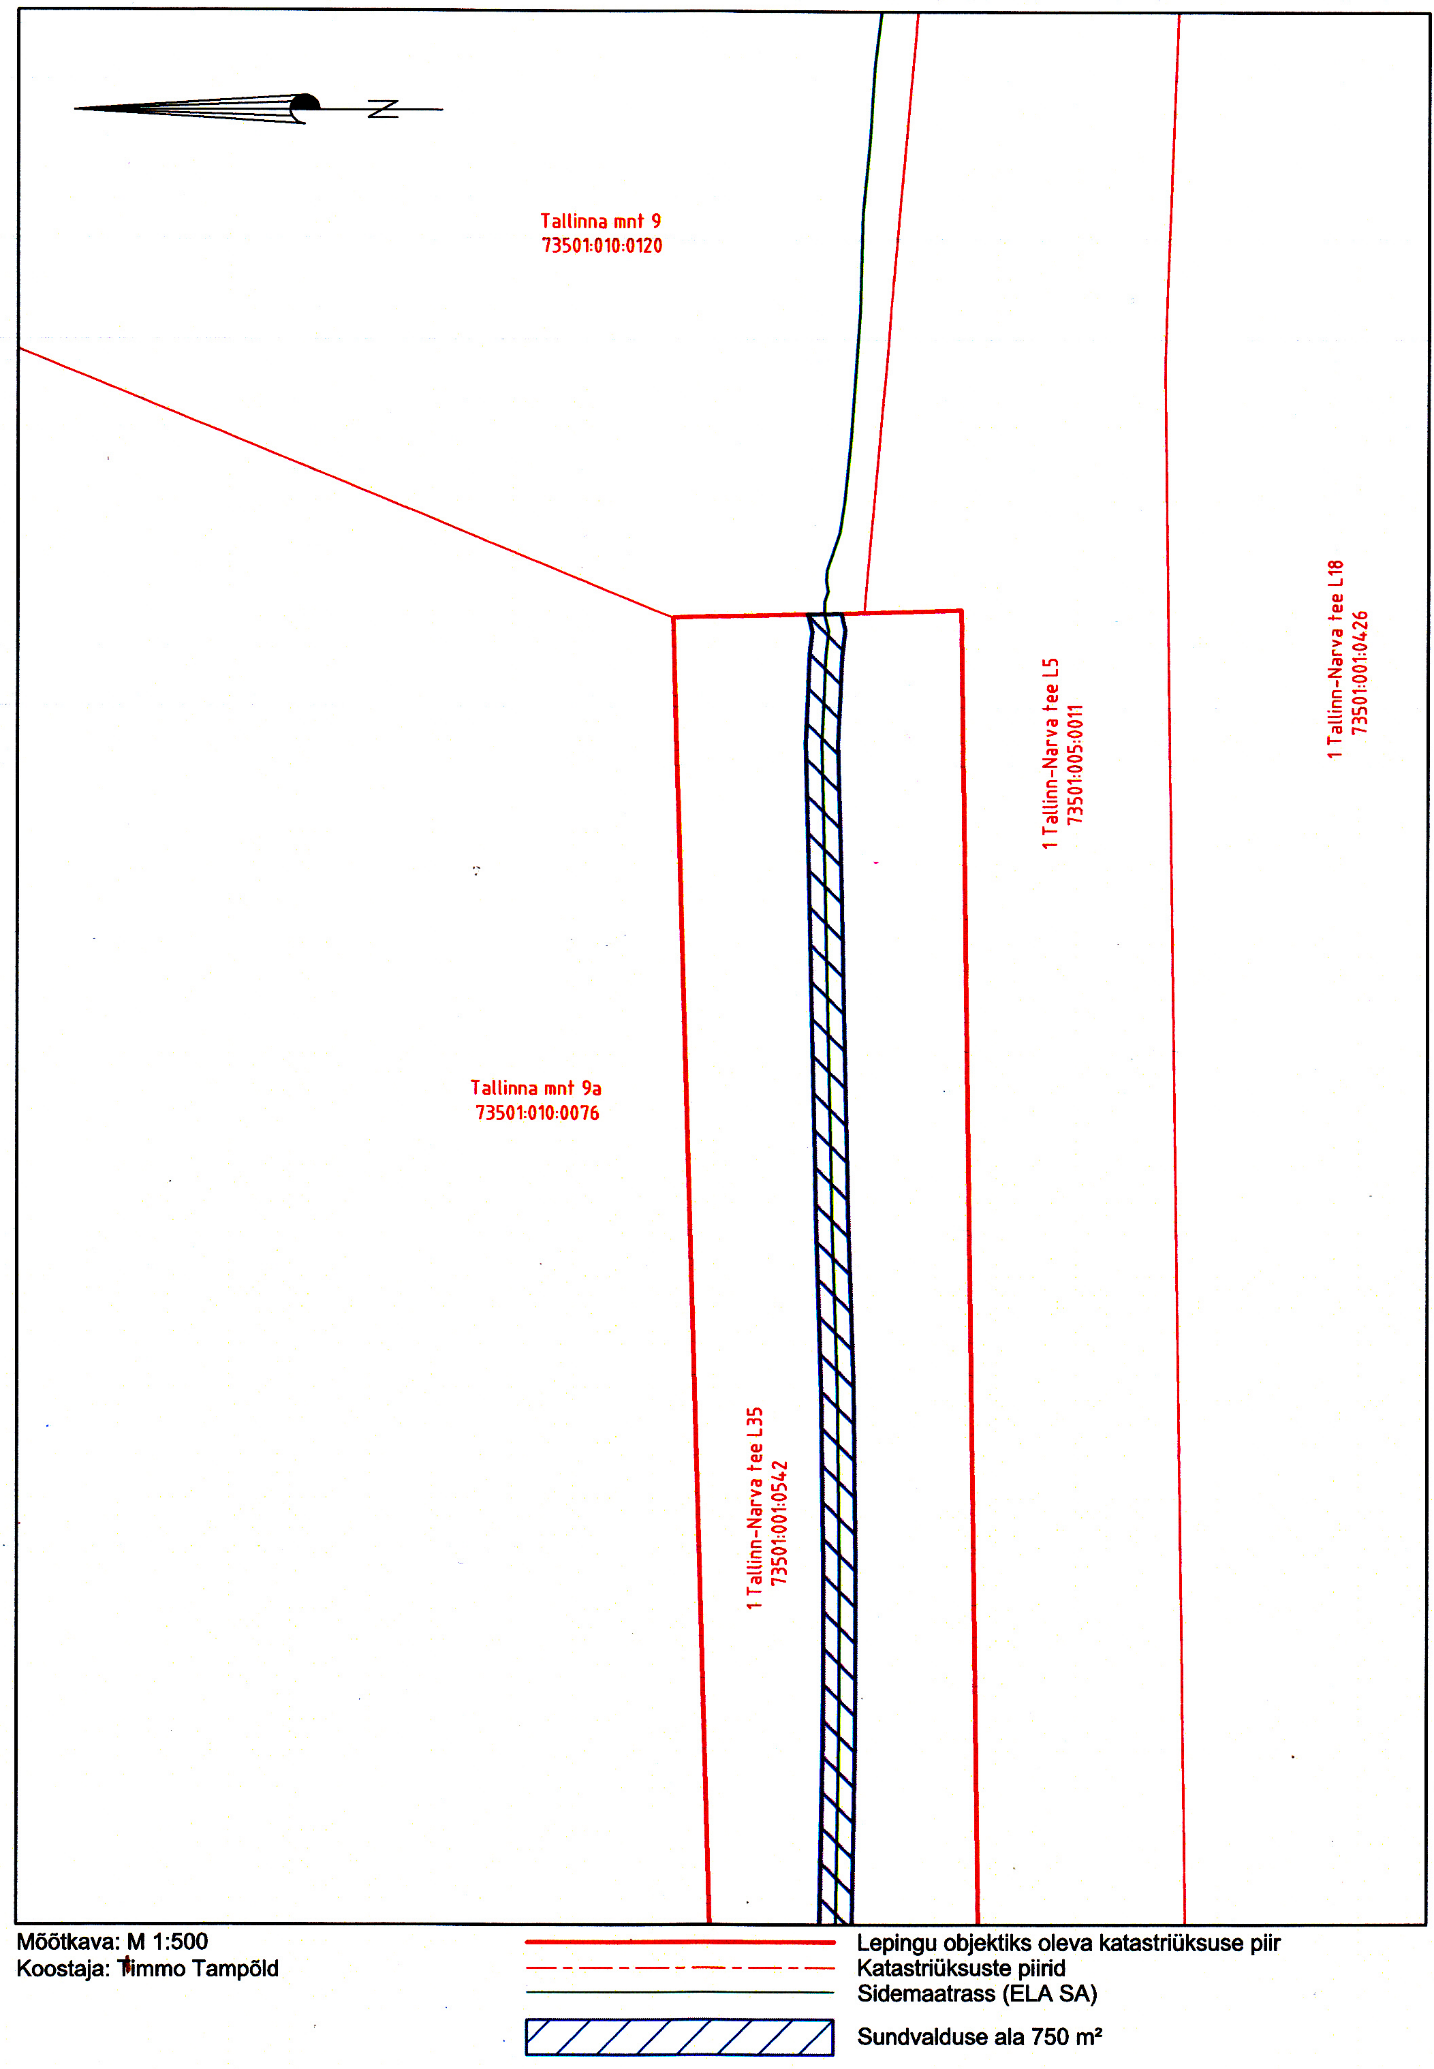 N
Tallinna mnt 9
73501:010:0120
1 Tallinn-Narva tee L18
73501:001:0426
1 Tallinn-Narva tee L5
73501:005:0011
Tallinna mnt 9a
73501:010:0076
1 Tallinn-Narva tee L35
73501:001:0542
Mõõtkava: M 1:500
Koostaja: Timmo Tampõld
Lepingu objektiks oleva katastriüksuse piir
Katastriüksuste piirid
Sidemaatrass (ELA SA)
Sundvalduse ala 750 m²